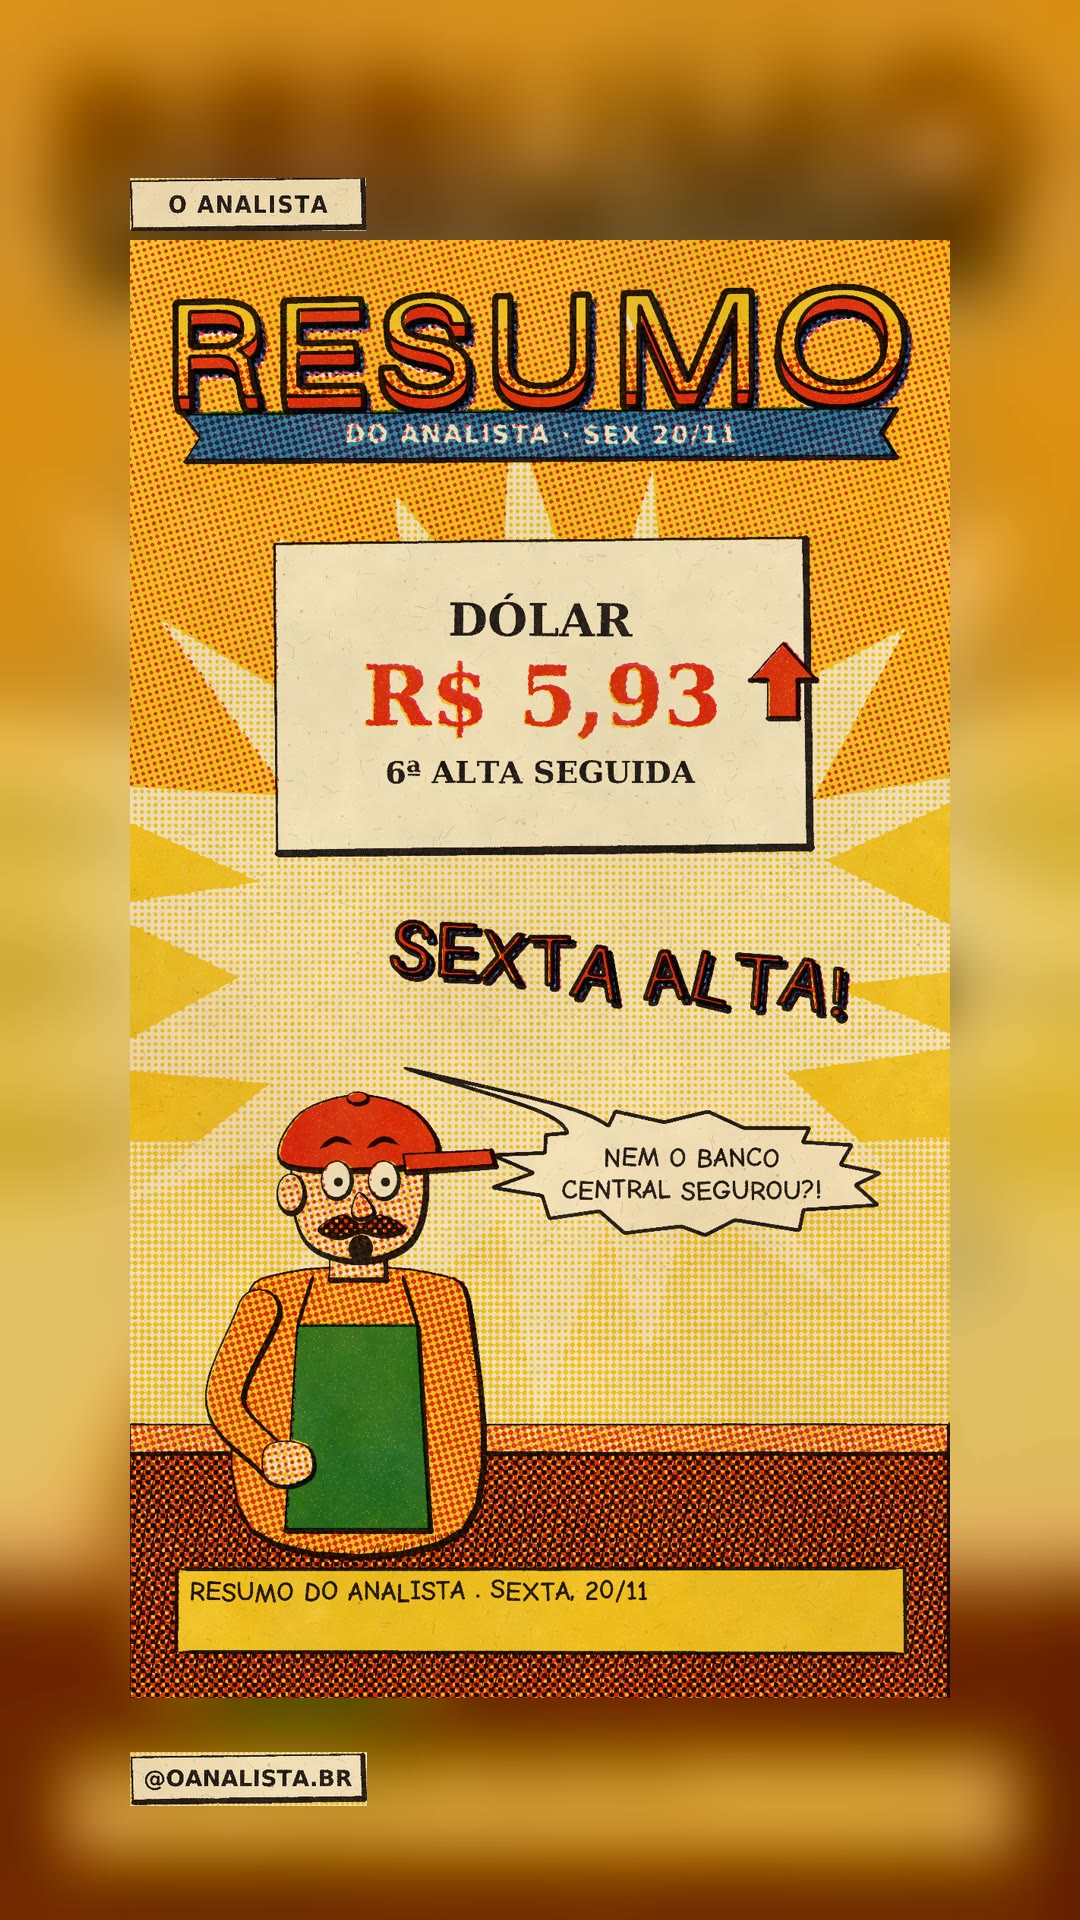 O ANALISTA
RESUMO
DO ANALISTA · SEX 20/11
DÓLAR
R$ 5,93
6ª ALTA SEGUIDA
SEXTA ALTA!
NEM O BANCO
CENTRAL SEGUROU?!
RESUMO DO ANALISTA . SEXTA, 20/11
@OANALISTA.BR